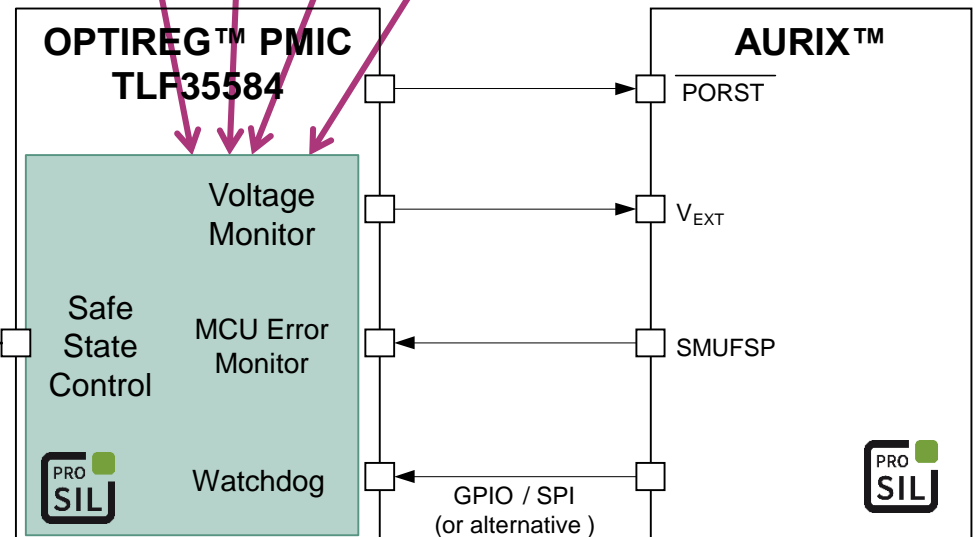 OPTIREG™ PMIC
TLF35584
AURIX™
PORST
Voltage
Monitor
VEXT
Safe
State
Control
MCU Error
Monitor
SMUFSP
Watchdog
GPIO / SPI
(or alternative )
PRO
SIL
PRO
SIL